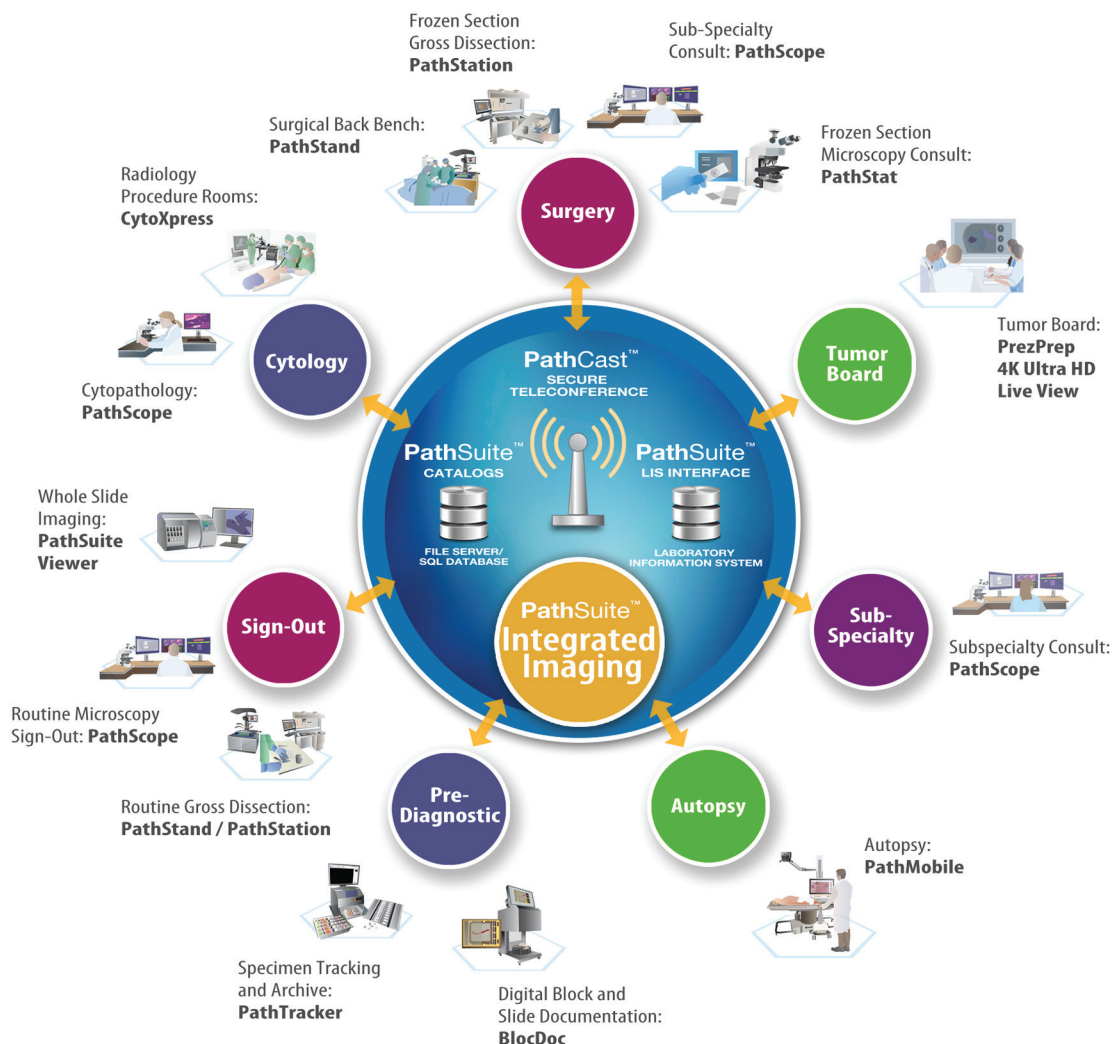 Frozen Section
Gross Dissection:
PathStation
Sub-Specialty
Consult: PathScope
Surgical Back Bench:
PathStand
Frozen Section
Microscopy Consult:
PathStat
Radiology
Procedure Rooms:
CytoXpress
Surgery
Cytology
Tumor
Board
Tumor Board:
PrezPrep
4K Ultra HD
Live View
Cytopathology:
PathScope
PathCast™
SECURE
TELECONFERENCE
PathSuite™
CATALOGS
FILE SERVER/
SQL DATABASE
PathSuite™
LIS INTERFACE
LABORATORY
INFORMATION SYSTEM
PathSuite™
Integrated
Imaging
Whole Slide
Imaging:
PathSuite
Viewer
Sign-Out
Sub-
Specialty
Subspecialty Consult:
PathScope
Routine Microscopy
Sign-Out: PathScope
Routine Gross Dissection:
PathStand / PathStation
Pre-
Diagnostic
Autopsy
Autopsy:
PathMobile
Specimen Tracking
and Archive:
PathTracker
Digital Block and
Slide Documentation:
BlocDoc